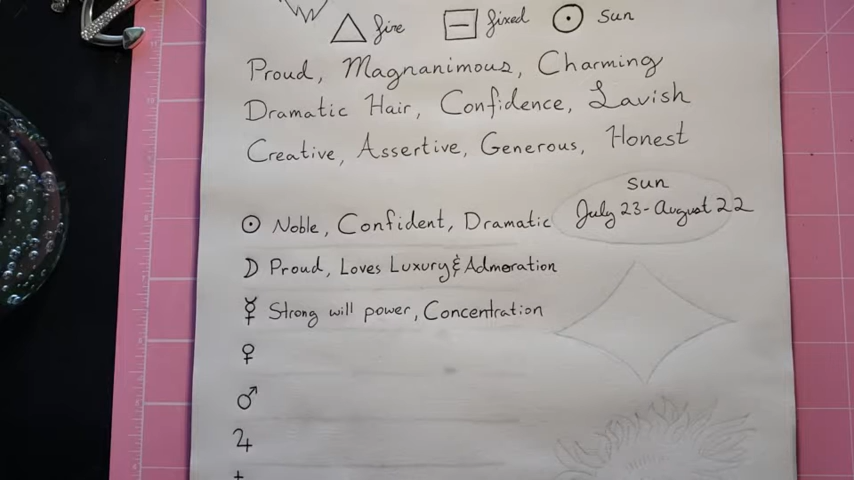 △ fire ⊟ fixed ☉ Sun
Proud, Magnanimous, Charming
Dramatic Hair, Confidence, Lavish
Creative, Assertive, Generous, Honest
Sun
July 23-August 22
☉ Noble, Confident, Dramatic
☽ Proud, Loves Luxury & Admoration
☿ Strong will power, Concentration
♀
♂
♃